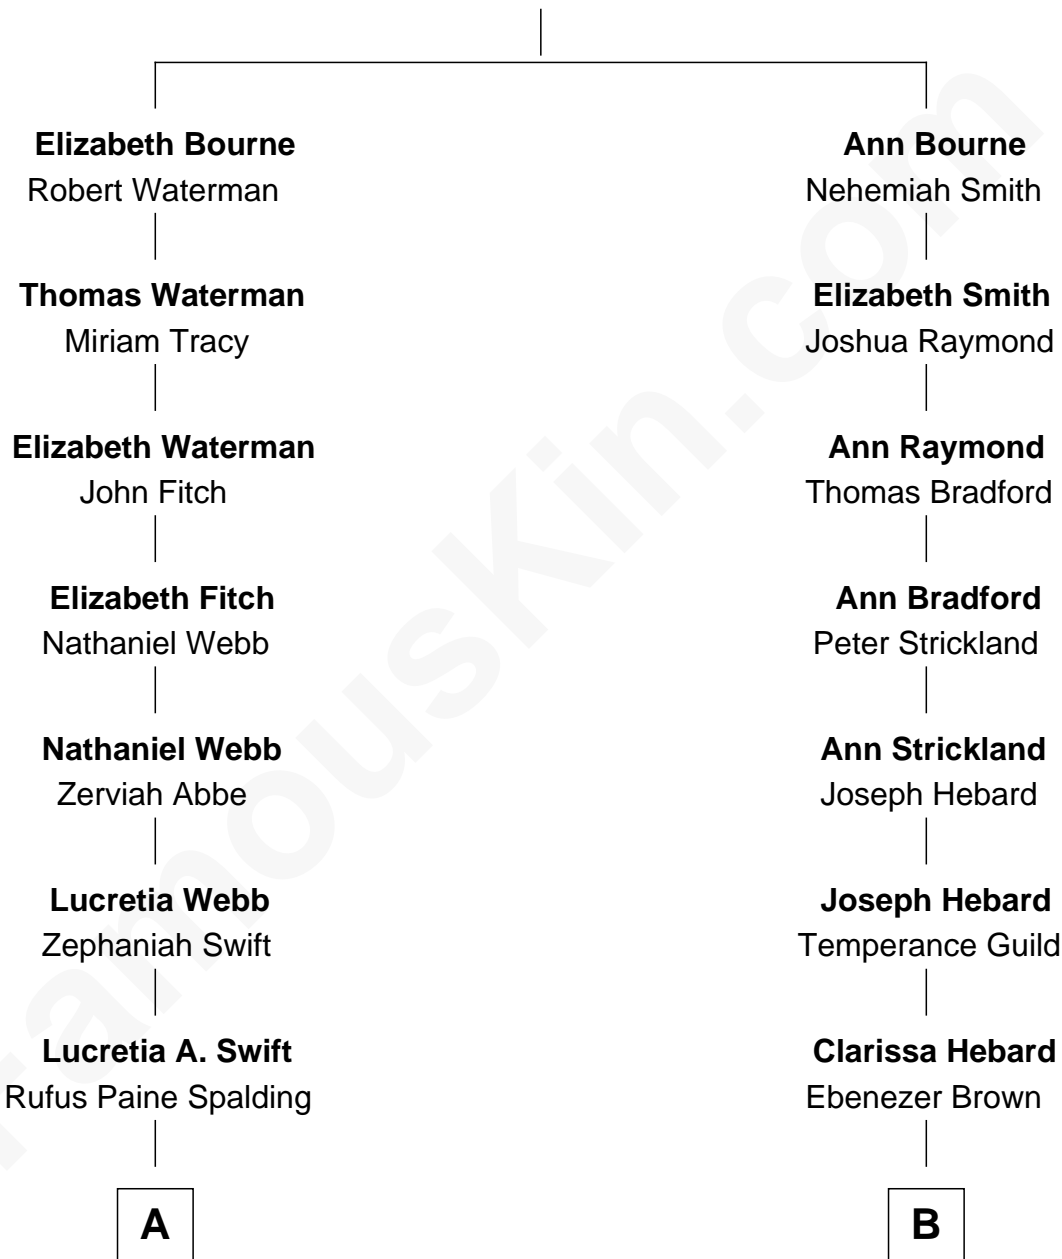 Elizabeth Bourne
Robert Waterman
Thomas Waterman
Miriam Tracy
Elizabeth Waterman
John Fitch
Elizabeth Fitch
Nathaniel Webb
Nathaniel Webb
Zerviah Abbe
Lucretia Webb
Zephaniah Swift
Lucretia A. Swift
Rufus Paine Spalding
A
Ann Bourne
Nehemiah Smith
Elizabeth Smith
Joshua Raymond
Ann Raymond
Thomas Bradford
Ann Bradford
Peter Strickland
Ann Strickland
Joseph Hebard
Joseph Hebard
Temperance Guild
Clarissa Hebard
Ebenezer Brown
B
FamousKin.com